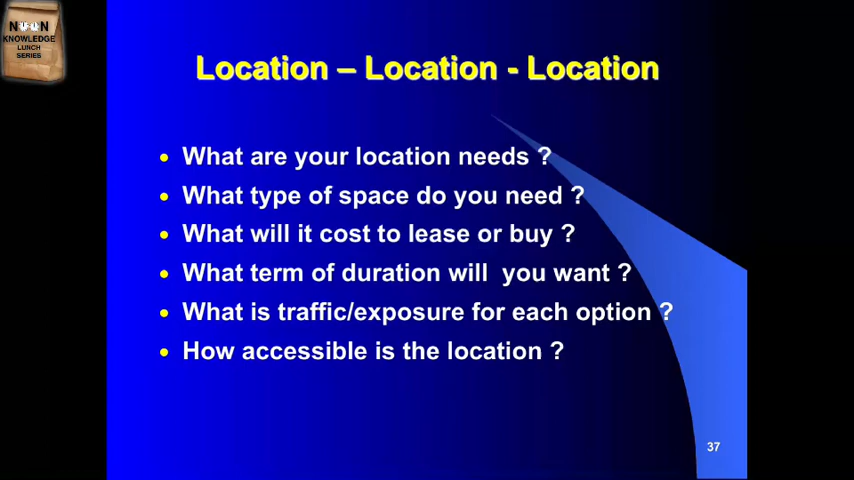 NOON
KNOWLEDGE
LUNCH
SERIES
Location – Location - Location
What are your location needs ?
What type of space do you need ?
What will it cost to lease or buy ?
What term of duration will  you want ?
What is traffic/exposure for each option ?
How accessible is the location ?
37